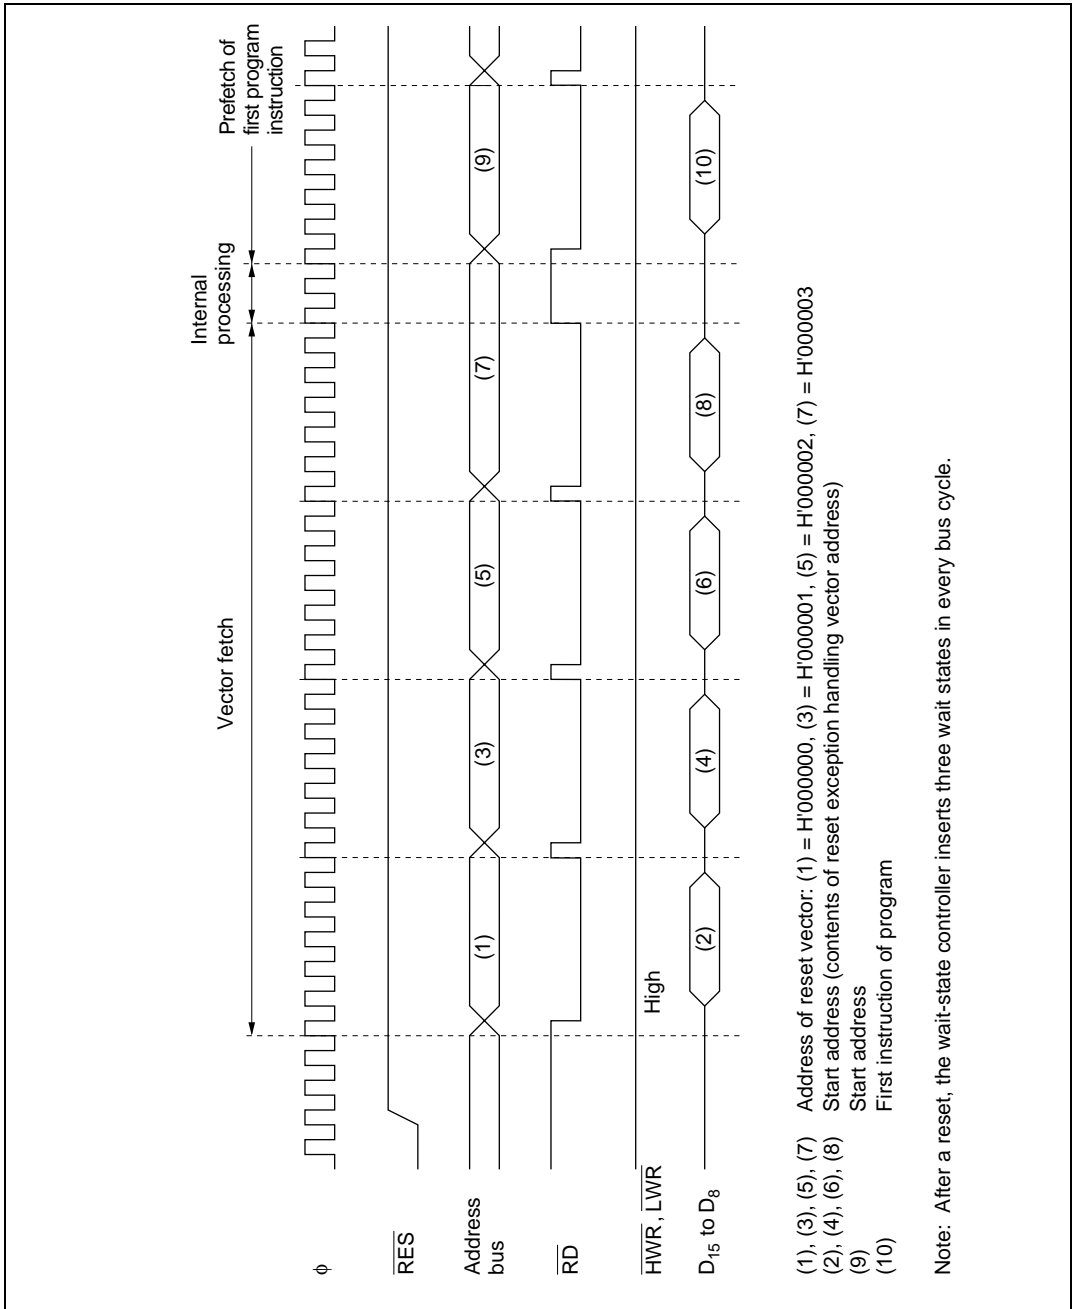 Vector fetch
Internal
processing
Prefetch of
first program
instruction
φ
RES
Address
bus
(1)
(3)
(5)
(7)
(9)
RD
HWR, LWR
High
D15 to D8
(2)
(4)
(6)
(8)
(10)
(1), (3), (5), (7) Address of reset vector: (1) = H'000000, (3) = H'000001, (5) = H'000002, (7) = H'000003
(2), (4), (6), (8) Start address (contents of reset exception handling vector address)
(9) Start address
(10) First instruction of program
Note: After a reset, the wait-state controller inserts three wait states in every bus cycle.